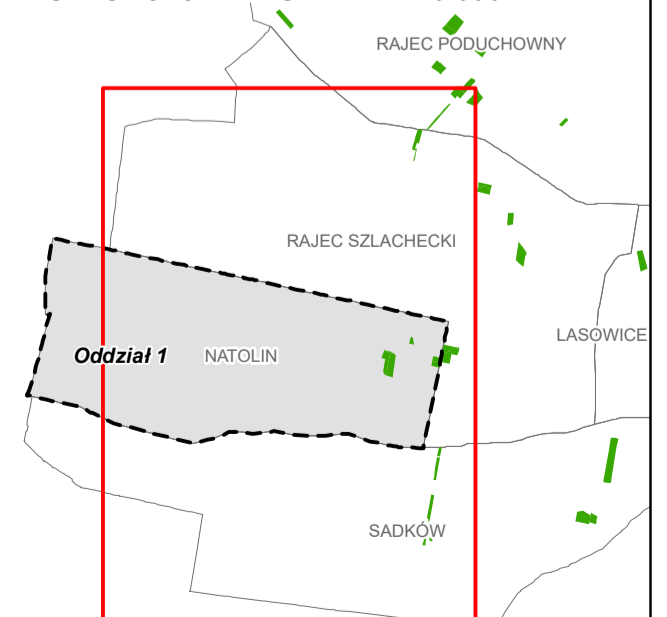 RAJEC PODUCHOWNY
RAJEC SZLACHECKI
LASOWICE
Oddział 1
NATOLIN
SADKÓW